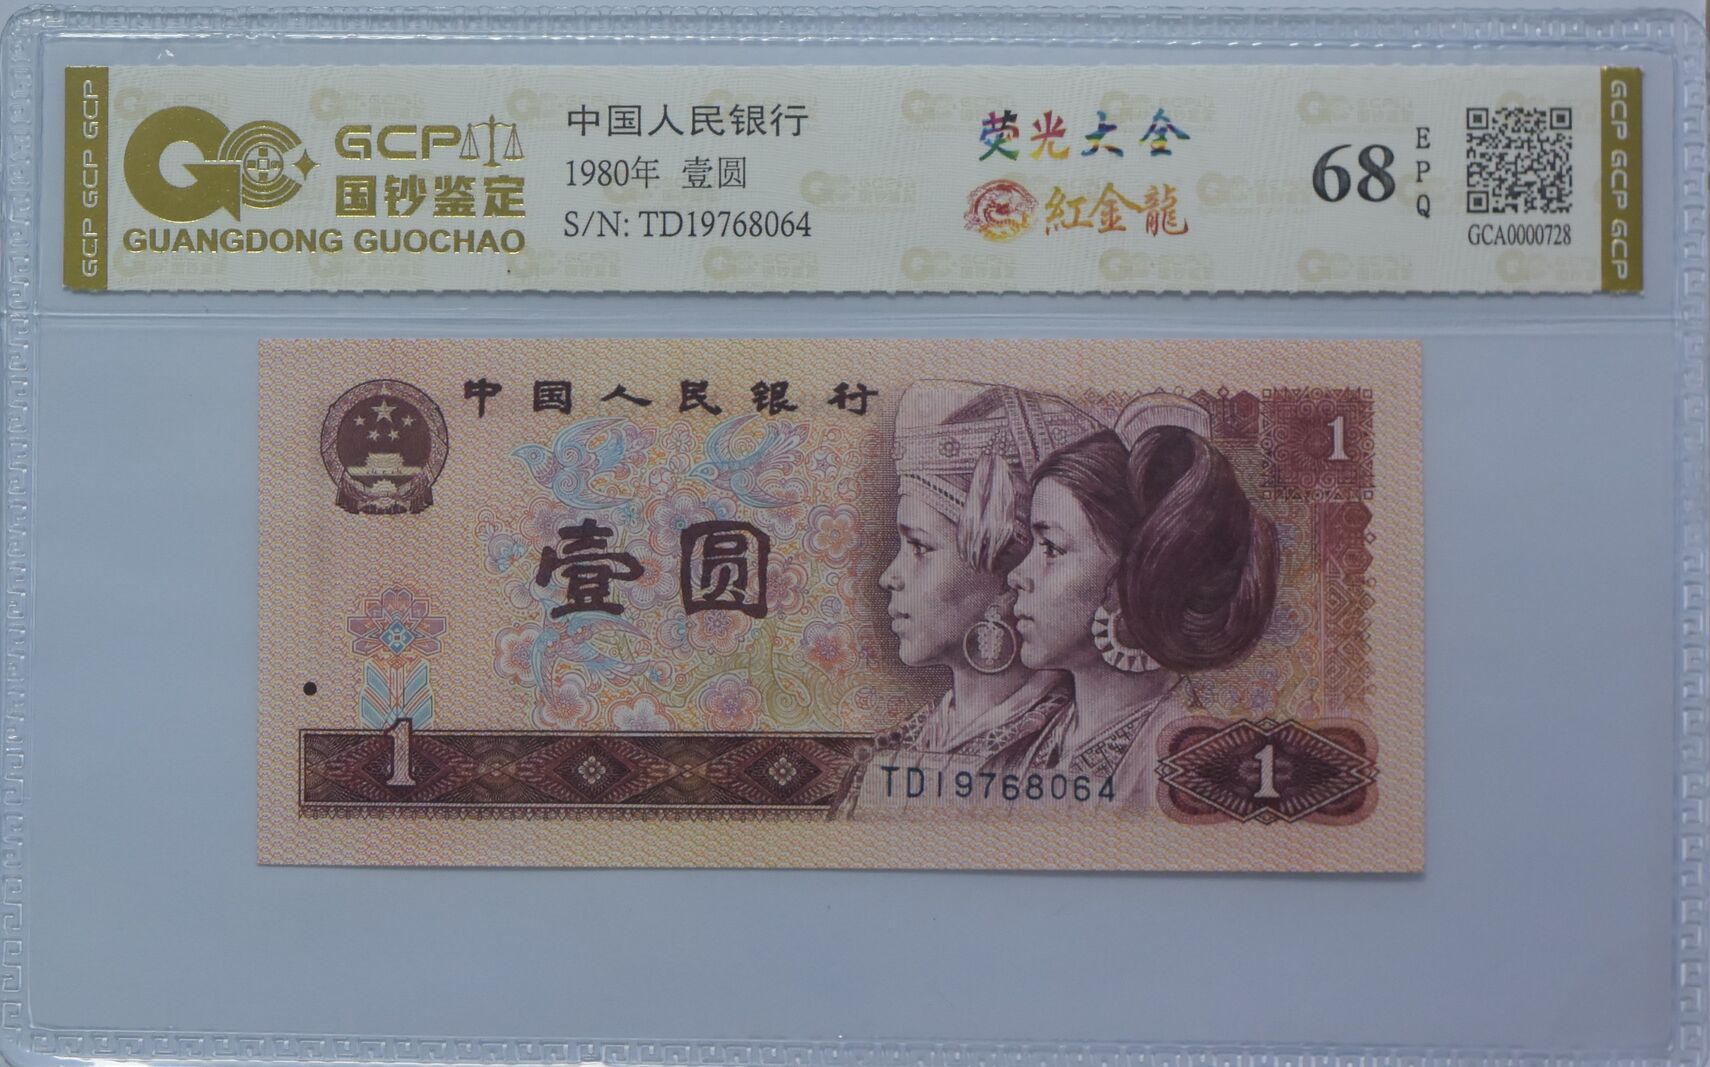 GCP GCP GCP
GCP
国钞鉴定
GUANGDONG GUOCHAO
中国人民银行
1980年 壹圆
S/N: TD19768064
荧光大全
紅金龍
68
EPQ
GCA0000728
GCP GCP GCP
中国人民银行
1
壹圆
1
TD19768064
1